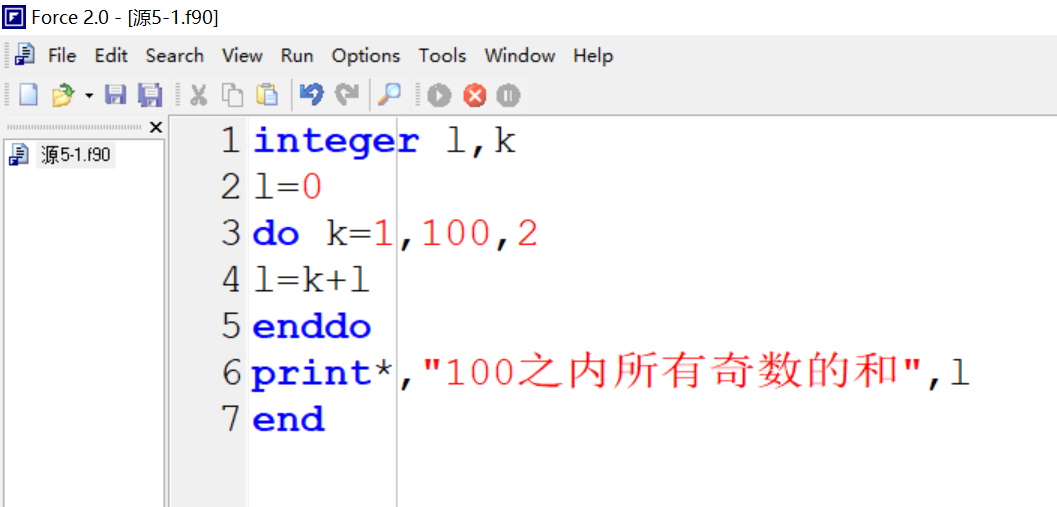 Force 2.0 - [源5-1.f90]
File Edit Search View Run Options Tools Window Help
源5-1.f90
1 integer l,k
2 l=0
3 do k=1,100,2
4 l=k+l
5 enddo
6 print*,"100之内所有奇数的和",l
7 end